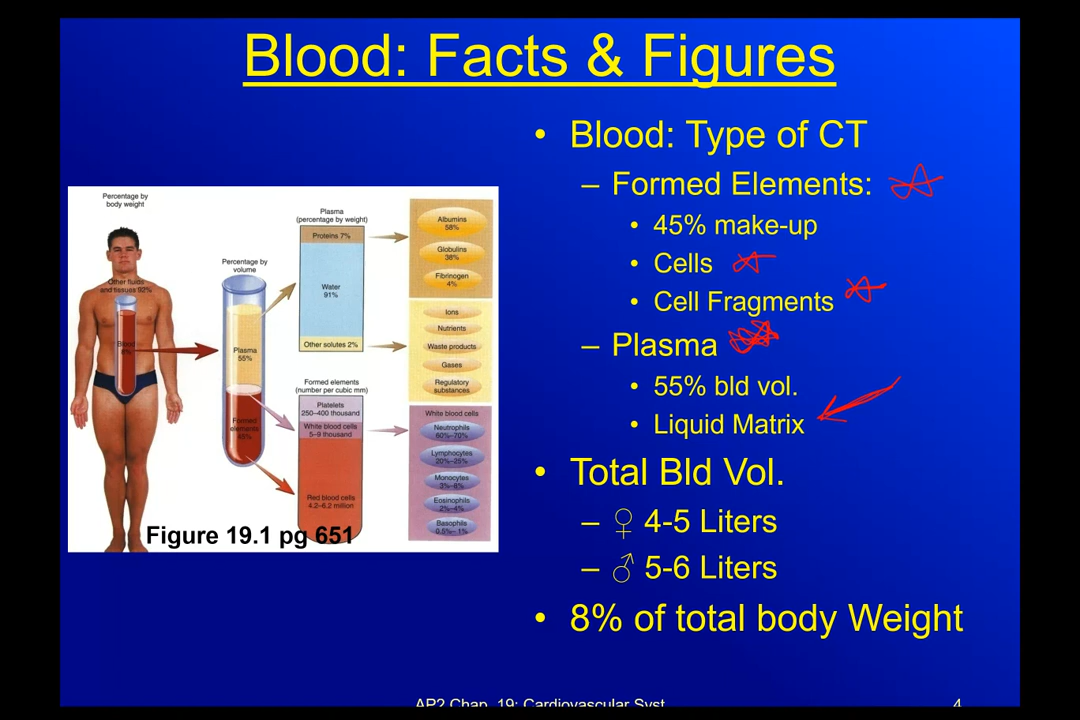 Blood: Facts & Figures
• Blood: Type of CT
– Formed Elements:
• 45% make-up
• Cells
• Cell Fragments
– Plasma
• 55% bld vol.
• Liquid Matrix
• Total Bld Vol.
– ♀ 4-5 Liters
– ♂ 5-6 Liters
• 8% of total body Weight
Percentage by
body weight
Other fluids
and tissues 92%
Blood
8%
Percentage by
volume
Plasma
55%
Formed
elements
45%
Plasma
(percentage by weight)
Proteins 7%
Water
91%
Other solutes 2%
Formed elements
(number per cubic mm)
Platelets
250–400 thousand
White blood cells
5–9 thousand
Red blood cells
4.2–6.2 million
Albumins
58%
Globulins
38%
Fibrinogen
4%
Ions
Nutrients
Waste products
Gases
Regulatory
substances
White blood cells
Neutrophils
60%–70%
Lymphocytes
20%–25%
Monocytes
3%–8%
Eosinophils
2%–4%
Basophils
0.5%–1%
Figure 19.1 pg 651
AP2 Chap. 19: Cardiovascular Syst
4